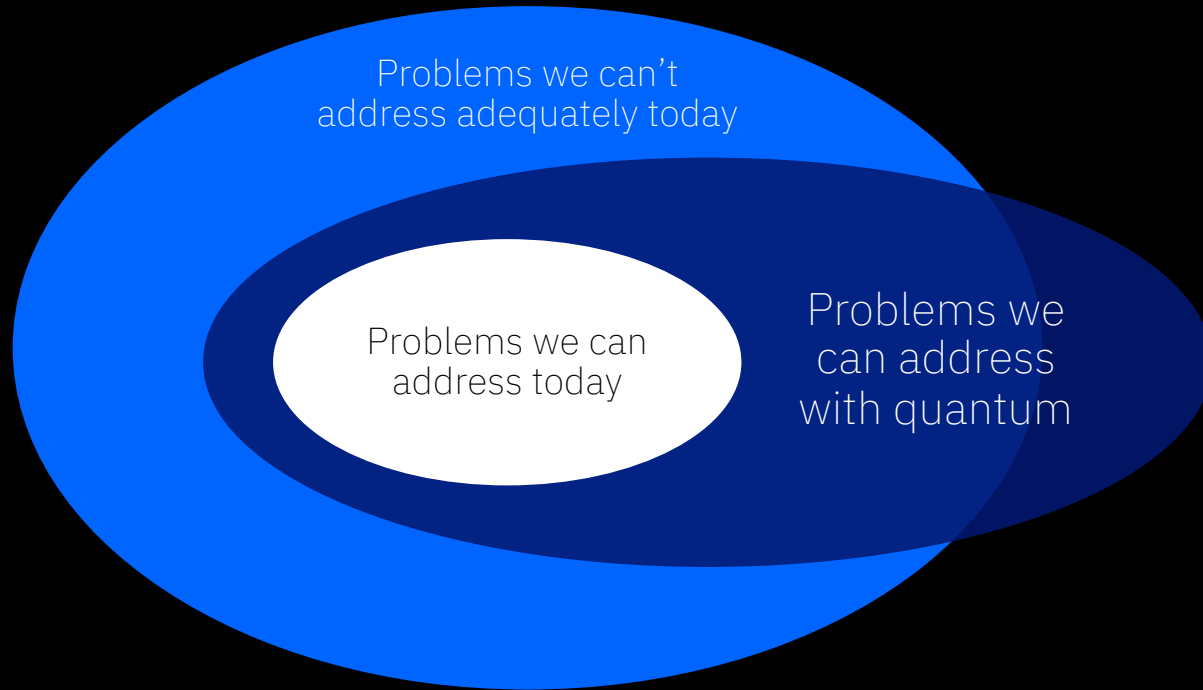 Problems we can’t
address adequately today
Problems we can
address today
Problems we
can address
with quantum